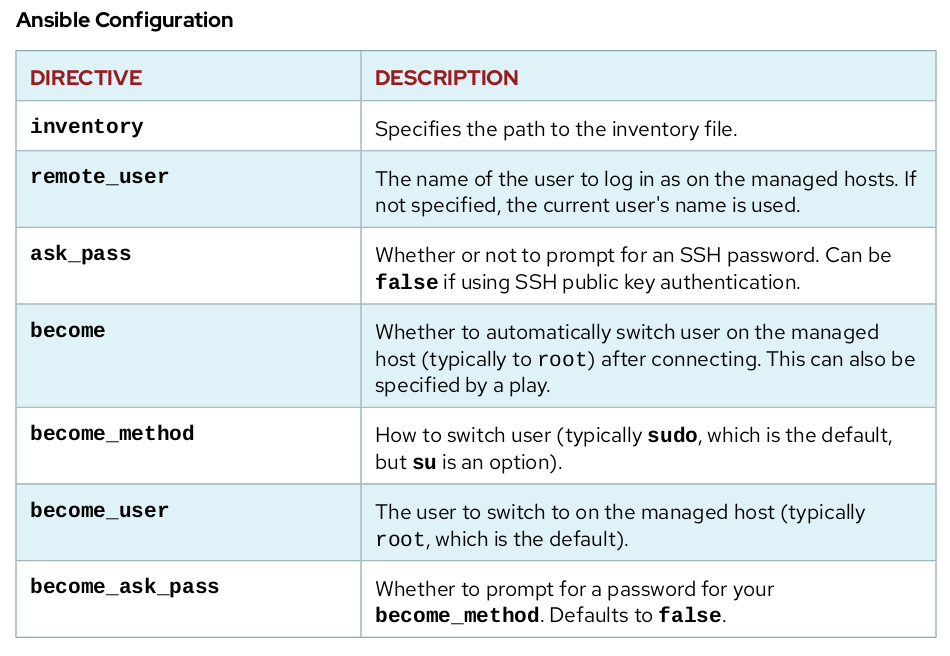 Ansible Configuration
DIRECTIVE
DESCRIPTION
inventory
Specifies the path to the inventory file.
remote_user
The name of the user to log in as on the managed hosts. If
not specified, the current user's name is used.
ask_pass
Whether or not to prompt for an SSH password. Can be
false if using SSH public key authentication.
become
Whether to automatically switch user on the managed
host (typically to root) after connecting. This can also be
specified by a play.
become_method
How to switch user (typically sudo, which is the default,
but su is an option).
become_user
The user to switch to on the managed host (typically
root, which is the default).
become_ask_pass
Whether to prompt for a password for your
become_method. Defaults to false.